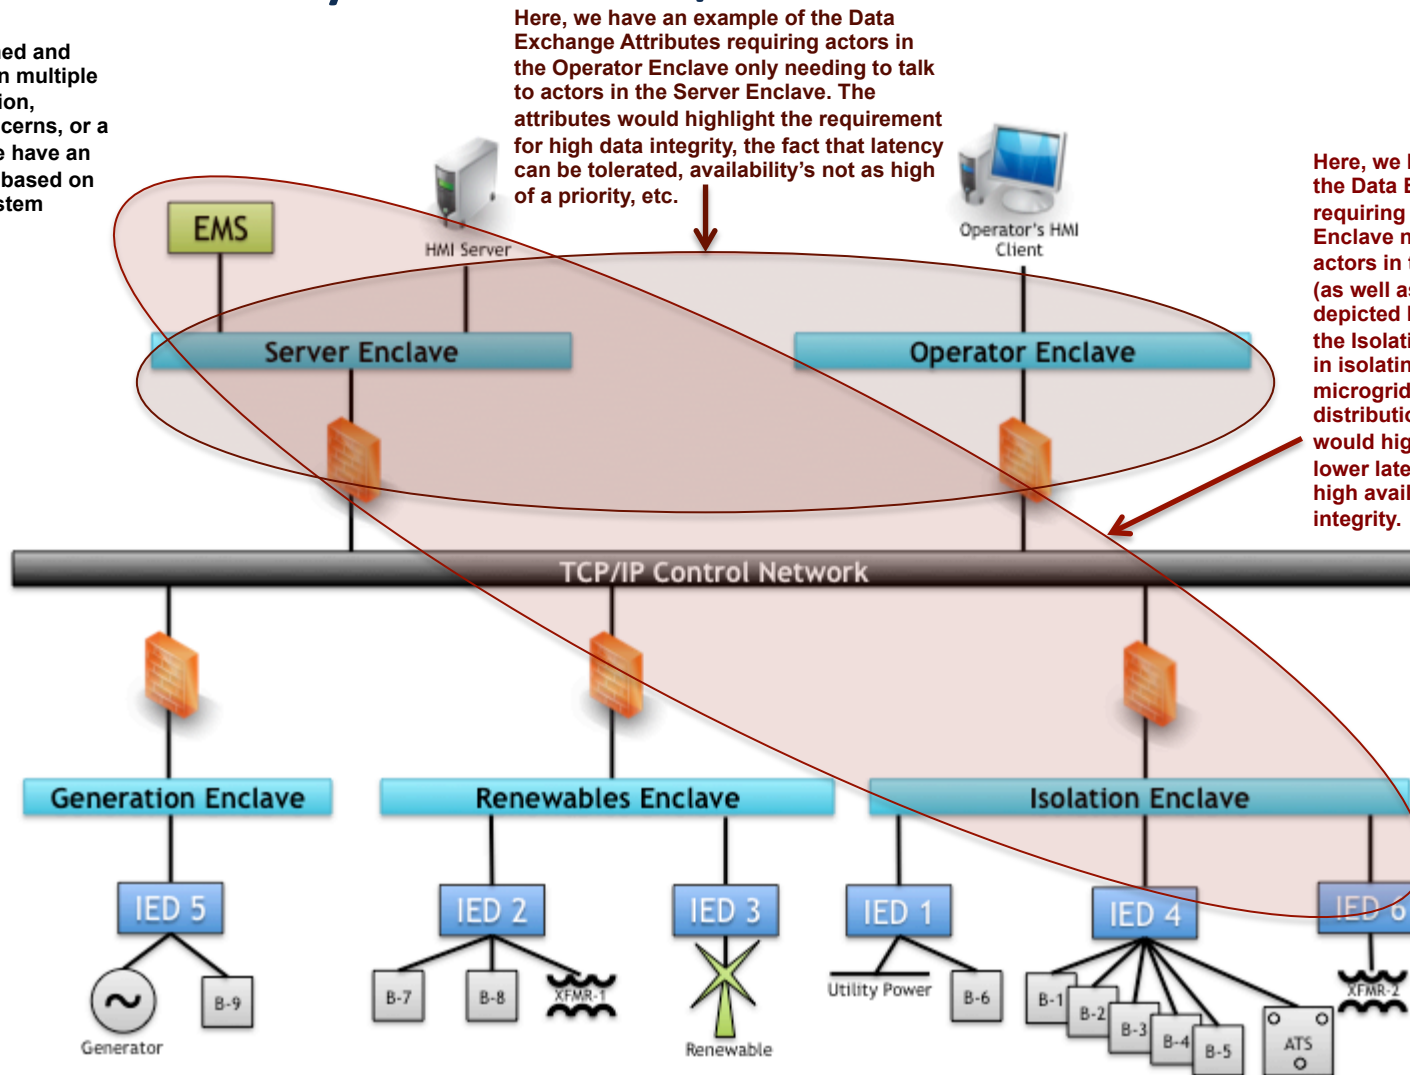 ned and
n multiple
ion,
cerns, or a
e have an
based on
stem
Here, we have an example of the Data
Exchange Attributes requiring actors in
the Operator Enclave only needing to talk
to actors in the Server Enclave. The
attributes would highlight the requirement
for high data integrity, the fact that latency
can be tolerated, availability's not as high
of a priority, etc.
Here, we
the Data E
requiring
Enclave n
actors in t
(as well as
depicted
the Isolati
in isolatin
microgrid
distributio
would hig
lower late
high avail
integrity.
EMS
HMI Server
Operator's HMI
Client
Server Enclave
Operator Enclave
TCP/IP Control Network
Generation Enclave
Renewables Enclave
Isolation Enclave
IED 5
IED 2
IED 3
IED 1
IED 4
IED 6
Generator
B-9
B-7
B-8
XFMR-1
Renewable
Utility Power
B-6
B-1
B-2
B-3
B-4
B-5
ATS
XFMR-2